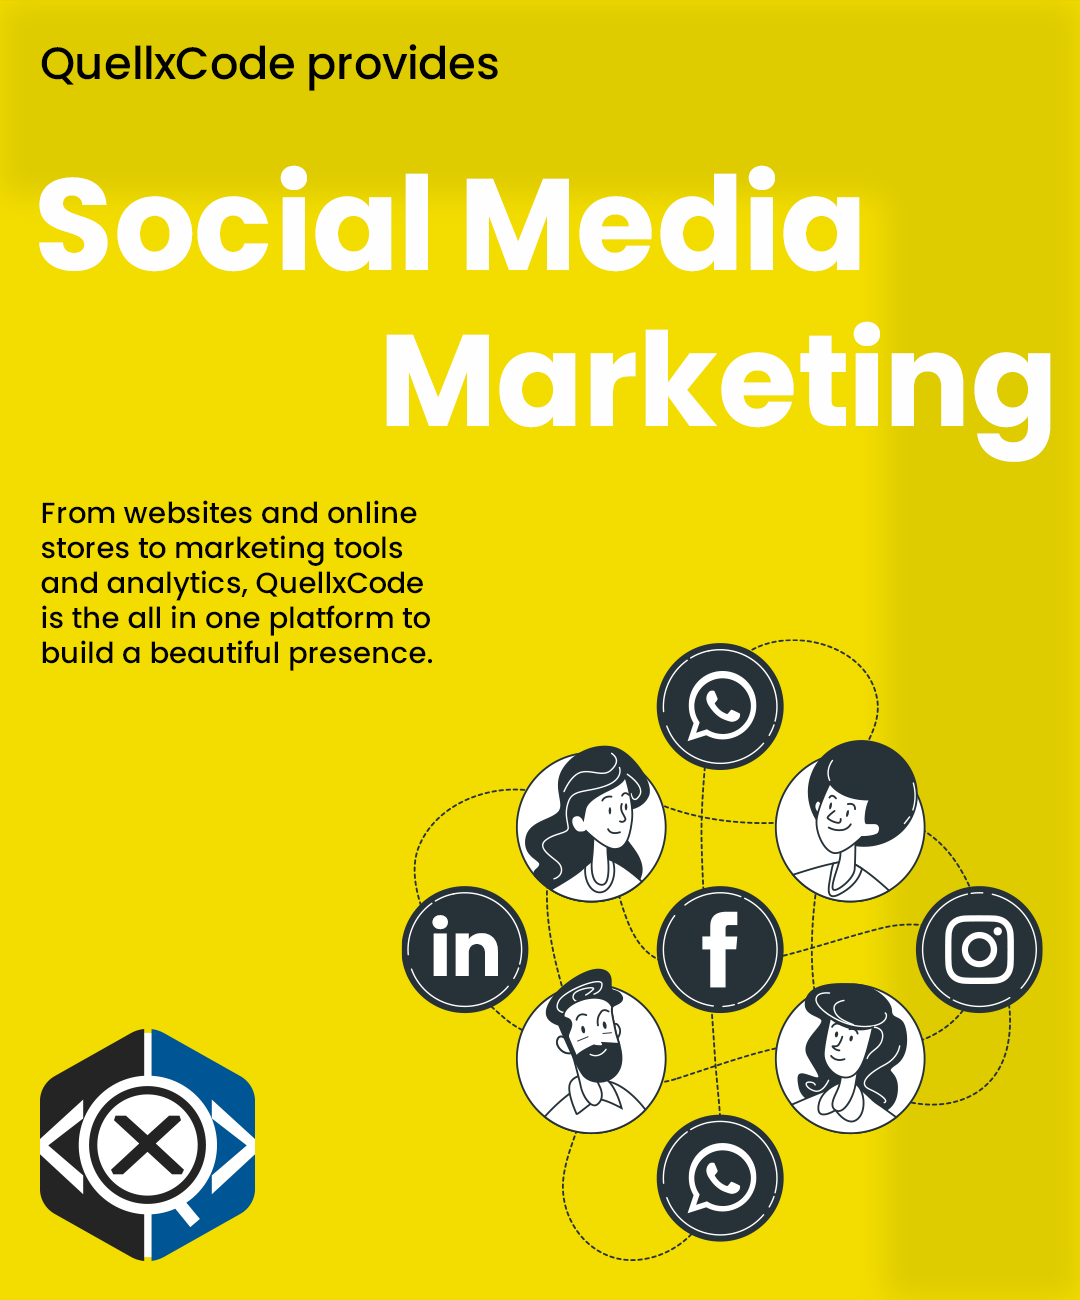 QuellxCode provides
Social Media
Marketing
From websites and online
stores to marketing tools
and analytics, QuellxCode
is the all in one platform to
build a beautiful presence.
in
f
X